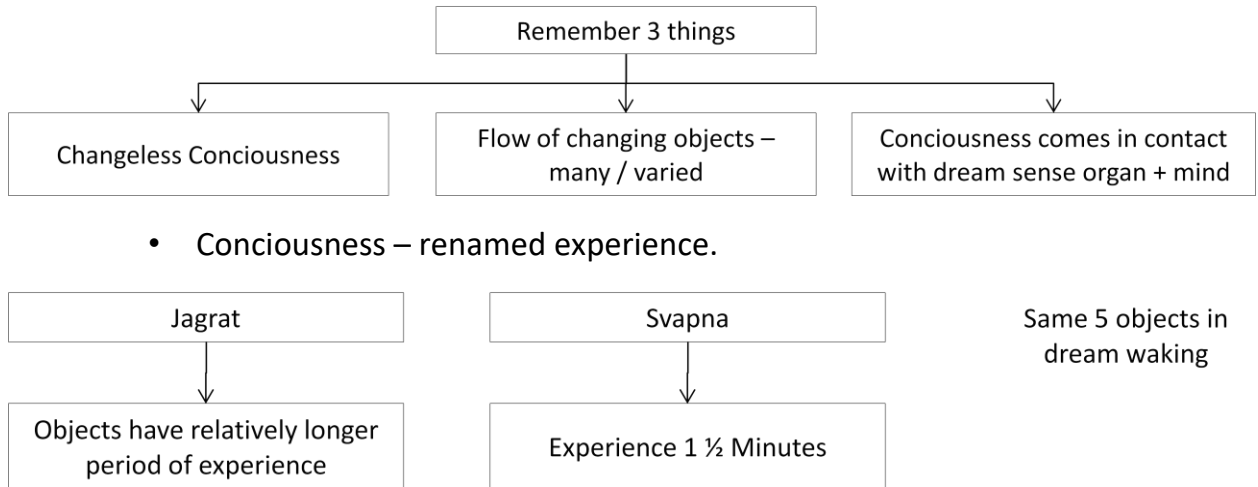 Remember 3 things
Changeless Conciousness
Flow of changing objects –
many / varied
Conciousness comes in contact
with dream sense organ + mind
• Conciousness – renamed experience.
Jagrat
Svapna
Same 5 objects in
dream waking
Objects have relatively longer
period of experience
Experience 1 ½ Minutes